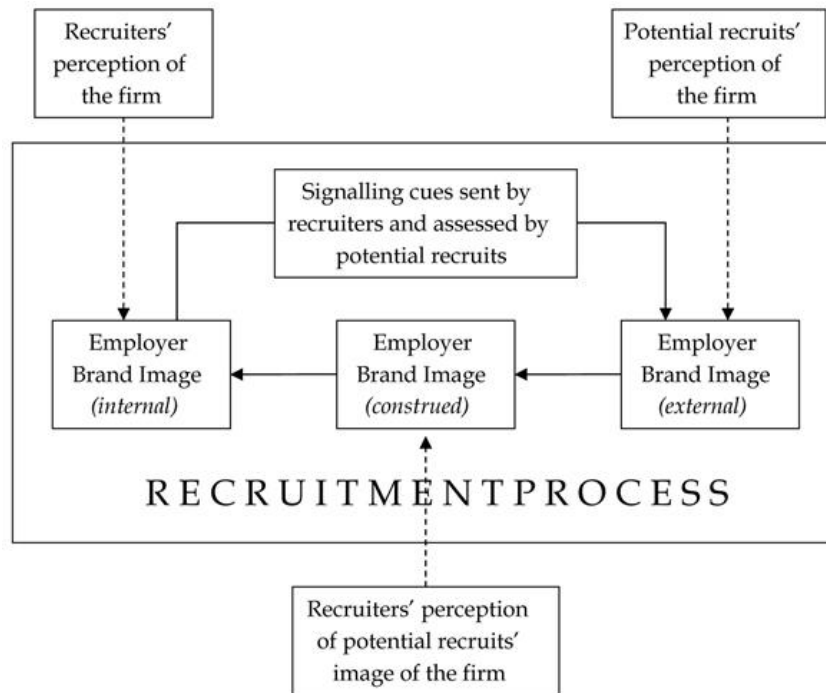 Recruiters’
perception of
the firm
Potential recruits’
perception of
the firm
Signalling cues sent by
recruiters and assessed by
potential recruits
Employer
Brand Image
(internal)
Employer
Brand Image
(construed)
Employer
Brand Image
(external)
R E C R U I T M E N T P R O C E S S
Recruiters’ perception
of potential recruits’
image of the firm